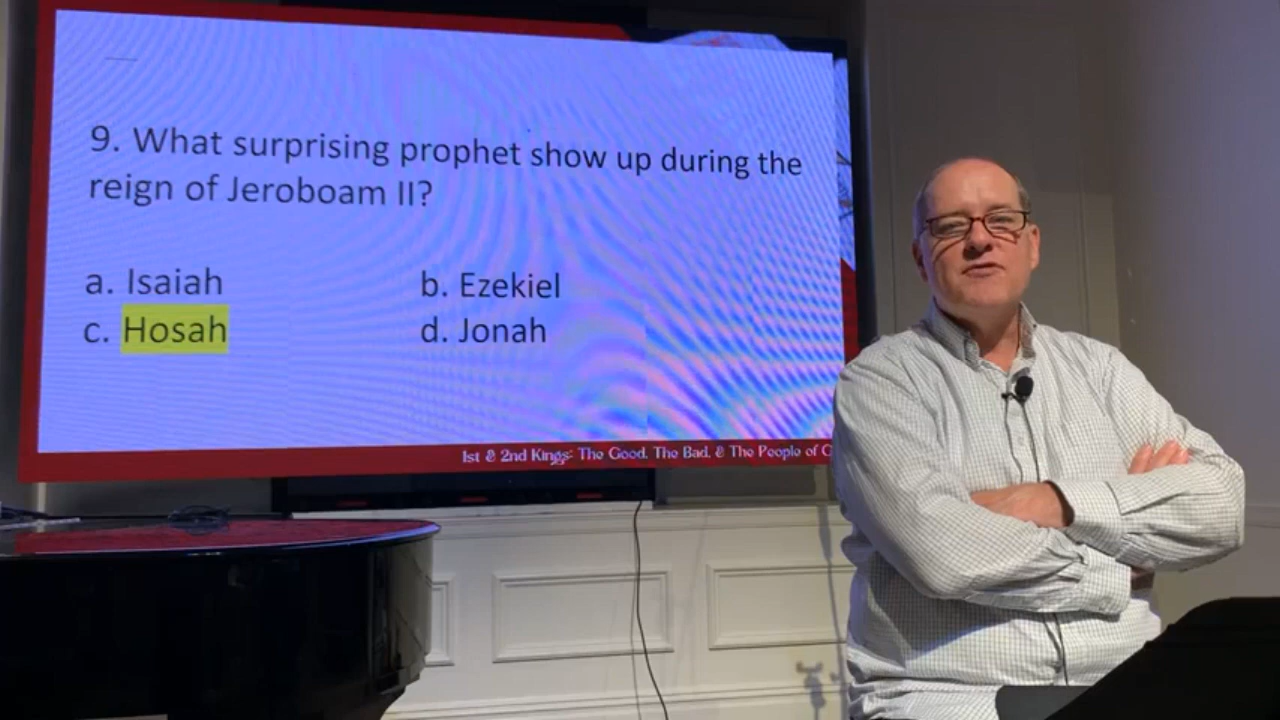 9. What surprising prophet show up during the
reign of Jeroboam II?
a. Isaiah b. Ezekiel
c. Hosah d. Jonah
1st & 2nd Kings: The Good, The Bad, & The People of